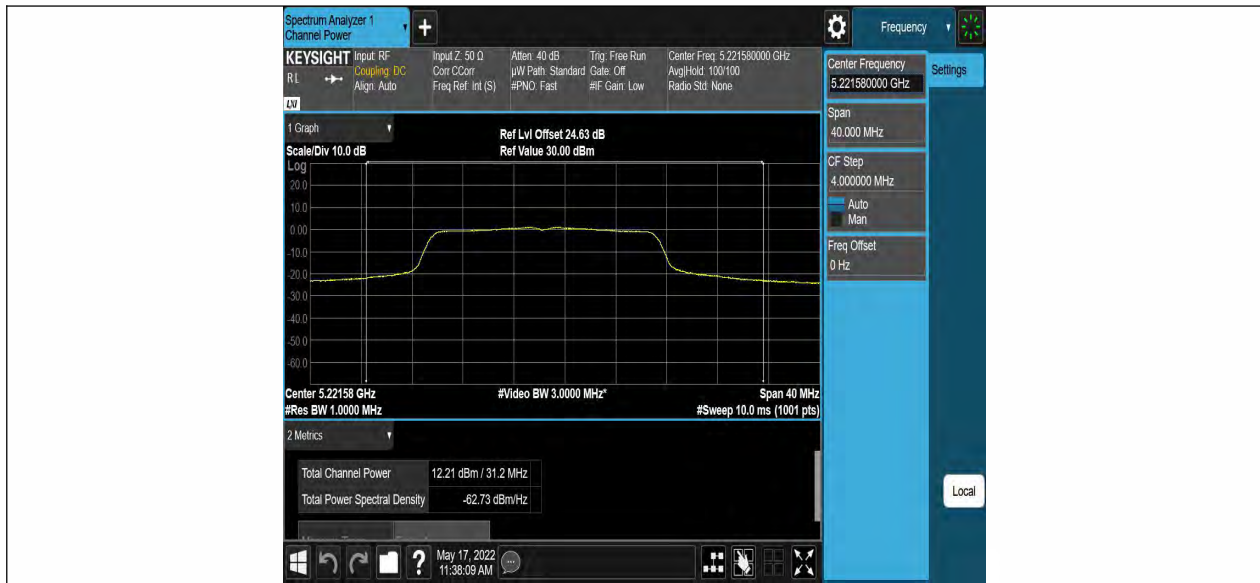 Spectrum Analyzer 1
Channel Power
+
Frequency
KEYSIGHT
RL
LXI
Input: RF
Coupling: DC
Align: Auto
Input Z: 50 Ω
Corr CCorr
Freq Ref: Int (S)
Atten: 40 dB
µW Path: Standard
#PNO: Fast
Trig: Free Run
Gate: Off
#IF Gain: Low
Center Freq: 5.221580000 GHz
Avg|Hold: 100/100
Radio Std: None
Center Frequency
5.221580000 GHz
Settings
Span
40.000 MHz
CF Step
4.000000 MHz
Auto
Man
Freq Offset
0 Hz
1 Graph
Scale/Div 10.0 dB
Ref Lvl Offset 24.63 dB
Ref Value 30.00 dBm
Log
20.0
10.0
0.00
-10.0
-20.0
-30.0
-40.0
-50.0
-60.0
Center 5.22158 GHz
#Res BW 1.0000 MHz
#Video BW 3.0000 MHz*
Span 40 MHz
#Sweep 10.0 ms (1001 pts)
2 Metrics
Total Channel Power 12.21 dBm / 31.2 MHz
Total Power Spectral Density -62.73 dBm/Hz
Local
?
May 17, 2022
11:38:09 AM